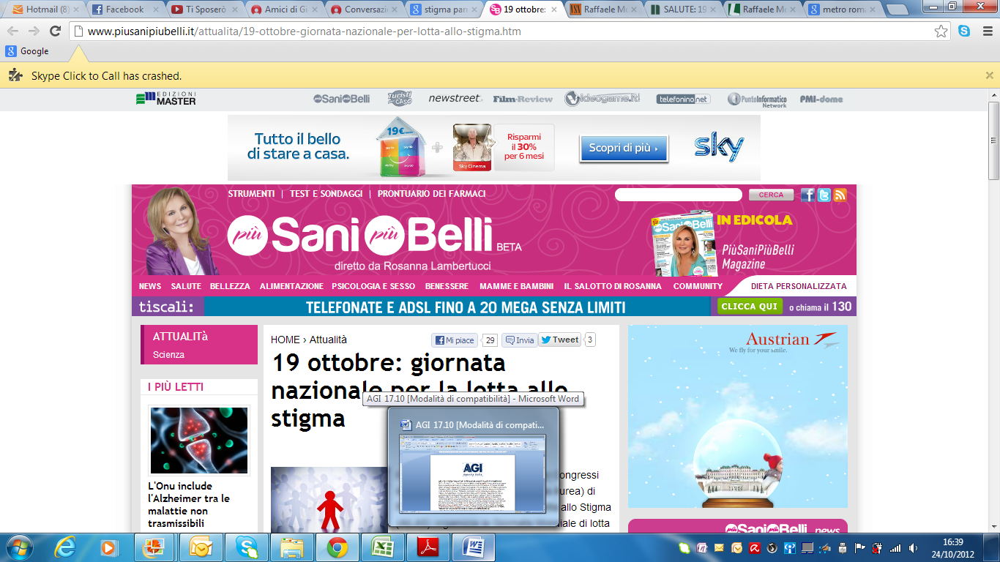 Hotmail (8)
Facebook
Ti Sposerò
Amici di Gi
Conversazi
stigma parr
19 ottobre:
Raffaele Mo
SALUTE: 19
Raffaele Mo
metro rom
www.piusanipiubelli.it/attualita/19-ottobre-giornata-nazionale-per-lotta-allo-stigma.htm
Google
Skype Click to Call has crashed.
EDIZIONI
MASTER
Sani Belli
Turisti per CASO
newstreet
Film-Review
Videogame.it
telefonino.net
PuntoInformatico
Network
PMI-dome
Tutto il bello
di stare a casa.
19€
+
Sky Cinema
Risparmi
il 30%
per 6 mesi
Scopri di più
sky
STRUMENTI | TEST E SONDAGGI | PRONTUARIO DEI FARMACI
CERCA
più Sani più Belli BETA
diretto da Rosanna Lambertucci
IN EDICOLA
PiùSaniPiùBelli
Magazine
NEWS SALUTE BELLEZZA ALIMENTAZIONE PSICOLOGIA E SESSO BENESSERE MAMME E BAMBINI IL SALOTTO DI ROSANNA COMMUNITY DIETA PERSONALIZZATA
tiscali: TELEFONATE E ADSL FINO A 20 MEGA SENZA LIMITI CLICCA QUI o chiama il 130
ATTUALITà
Scienza
I PIÙ LETTI
L'Onu include
l'Alzheimer tra le
malattie non
trasmissibili
HOME › Attualità
Mi piace 29 Invia Tweet 3
19 ottobre: giornata
nazionale per la lotta allo
stigma
AGI 17.10 [Modalità di compatibilità] - Microsoft Word
AGI 17.10 [Modalità di compati...
AGI
ongressi
urea) di
allo Stigma
iale di lotta
Austrian
We fly for your smile.
più Sani più Belli news
16:39
24/10/2012